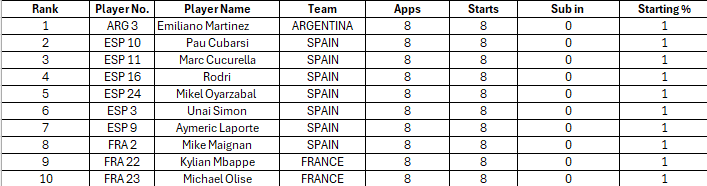 Rank Player No. Player Name Team Apps Starts Sub in Starting %
1 ARG 3 Emiliano Martinez ARGENTINA 8 8 0 1
2 ESP 10 Pau Cubarsi SPAIN 8 8 0 1
3 ESP 11 Marc Cucurella SPAIN 8 8 0 1
4 ESP 16 Rodri SPAIN 8 8 0 1
5 ESP 24 Mikel Oyarzabal SPAIN 8 8 0 1
6 ESP 3 Unai Simon SPAIN 8 8 0 1
7 ESP 9 Aymeric Laporte SPAIN 8 8 0 1
8 FRA 2 Mike Maignan SPAIN 8 8 0 1
9 FRA 22 Kylian Mbappe FRANCE 8 8 0 1
10 FRA 23 Michael Olise FRANCE 8 8 0 1